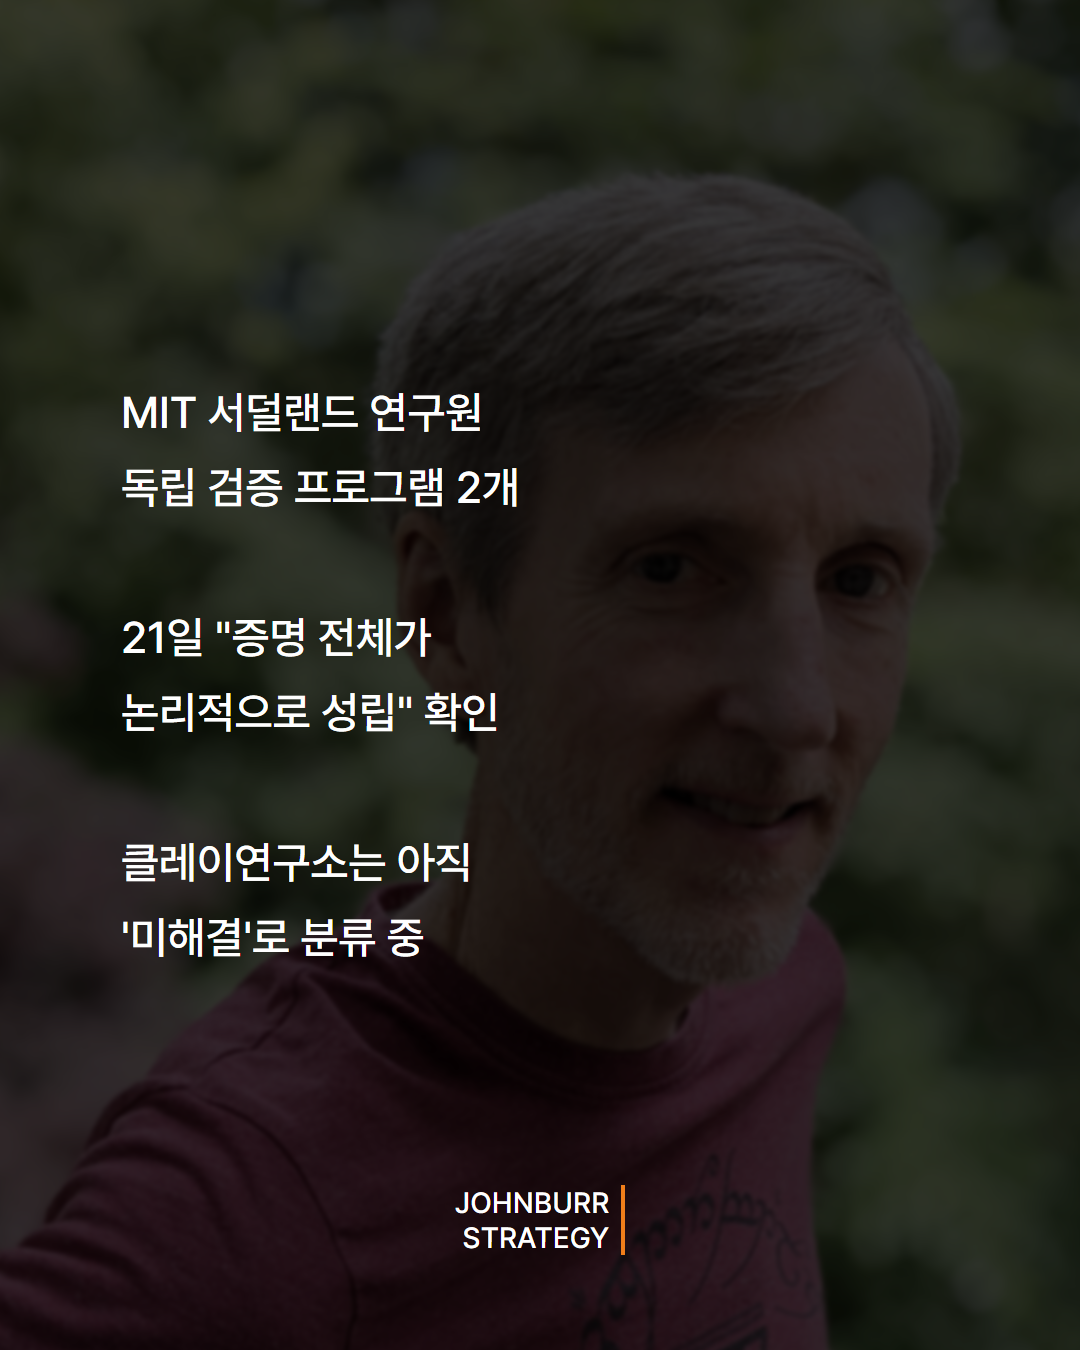 MIT 서덜랜드 연구원
독립 검증 프로그램 2개
21일 "증명 전체가
논리적으로 성립" 확인
클레이연구소는 아직
'미해결'로 분류 중
JOHNBURR
STRATEGY